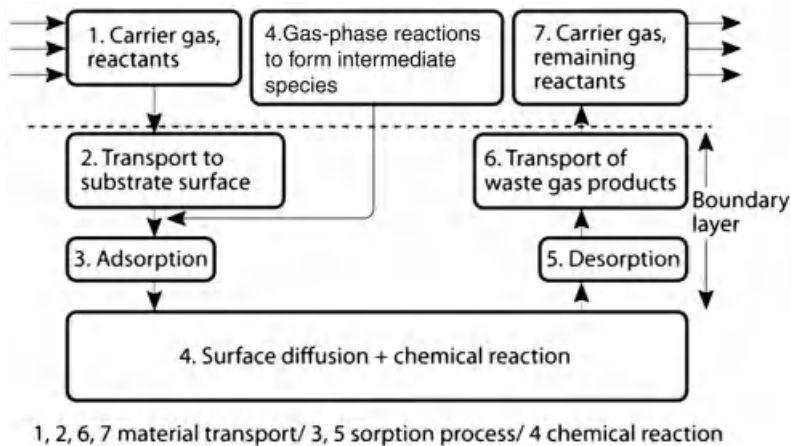 1. Carrier gas,
reactants
4.Gas-phase reactions
to form intermediate
species
7. Carrier gas,
remaining
reactants
2. Transport to
substrate surface
6. Transport of
waste gas products
Boundary
layer
3. Adsorption
5. Desorption
4. Surface diffusion + chemical reaction
1, 2, 6, 7 material transport/ 3, 5 sorption process/ 4 chemical reaction